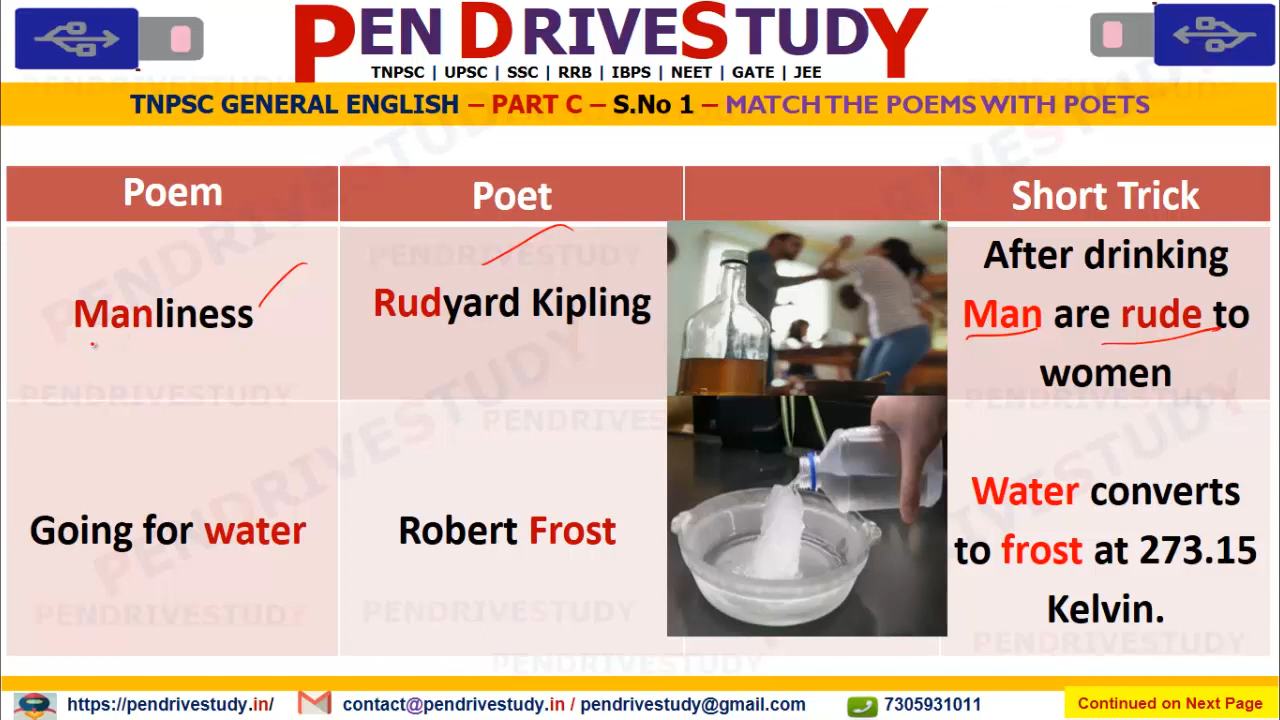 PEN DRIVESTUDY
TNPSC | UPSC | SSC | RRB | IBPS | NEET | GATE | JEE
TNPSC GENERAL ENGLISH – PART C – S.No 1 – MATCH THE POEMS WITH POETS
Poem
Poet
Short Trick
Manliness
Rudyard Kipling
After drinking
Man are rude to
women
Going for water
Robert Frost
Water converts
to frost at 273.15
Kelvin.
https://pendrivestudy.in/
contact@pendrivestudy.in / pendrivestudy@gmail.com
7305931011
Continued on Next Page
PENDRIVESTUDY